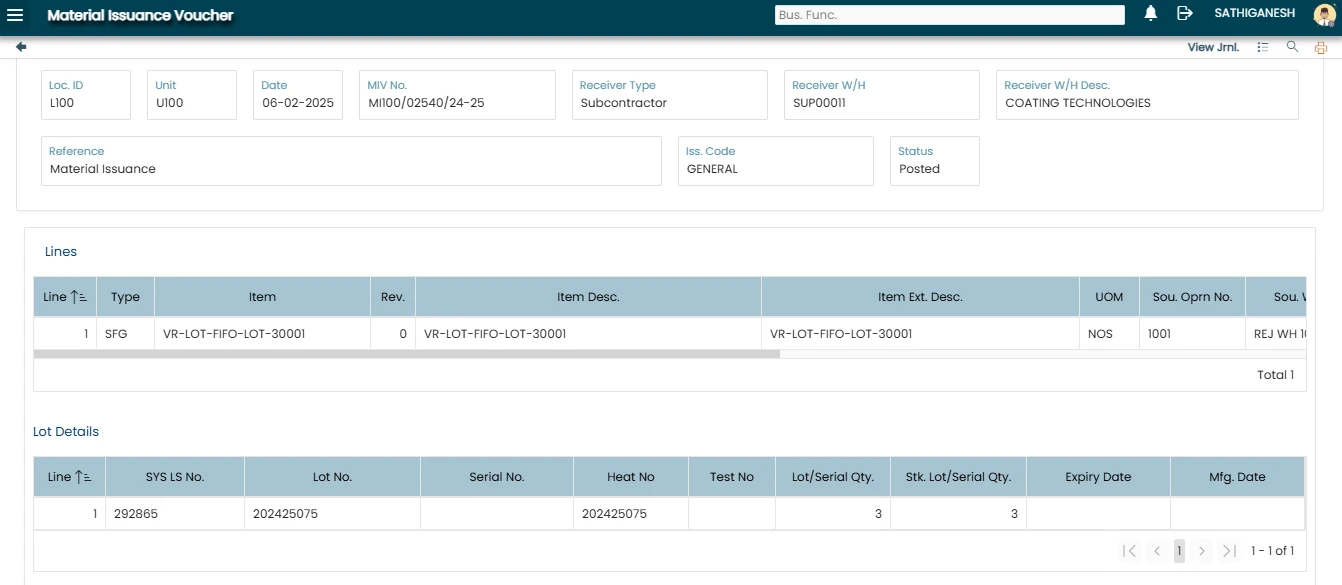 Material Issuance Voucher
Bus. Func.
SATHIGANESH
View Jrnl.
Loc. ID
L100
Unit
U100
Date
06-02-2025
MIV No.
MI100/02540/24-25
Receiver Type
Subcontractor
Receiver W/H
SUP00011
Receiver W/H Desc.
COATING TECHNOLOGIES
Reference
Material Issuance
Iss. Code
GENERAL
Status
Posted
Lines
Line Type Item Rev. Item Desc. Item Ext. Desc. UOM Sou. Oprn No. Sou.
1 SFG VR-LOT-FIFO-LOT-30001 0 VR-LOT-FIFO-LOT-30001 VR-LOT-FIFO-LOT-30001 NOS 1001 REJ WH
Total 1
Lot Details
Line SYS LS No. Lot No. Serial No. Heat No Test No Lot/Serial Qty. Stk. Lot/Serial Qty. Expiry Date Mfg. Date
1 292865 202425075 202425075 3 3
1 1 - 1 of 1